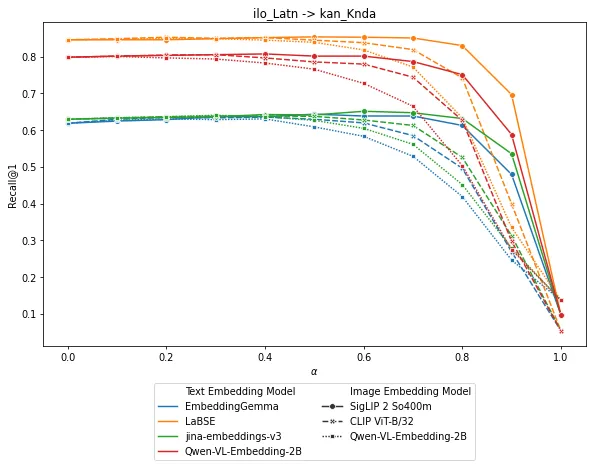 ilo_Latn -> kan_Knda
Recall@1
0.8
0.7
0.6
0.5
0.4
0.3
0.2
0.1
0.0
0.2
0.4
0.6
0.8
1.0
α
Text Embedding Model
EmbeddingGemma
LaBSE
jina-embeddings-v3
Qwen-VL-Embedding-2B
Image Embedding Model
SigLIP 2 So400m
CLIP ViT-B/32
Qwen-VL-Embedding-2B